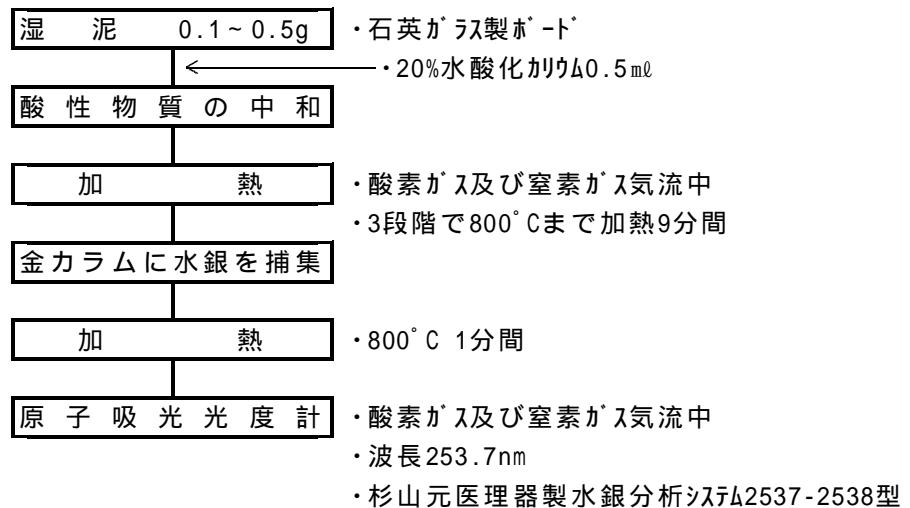 湿泥 0.1~0.5g ・石英ｶﾞﾗｽ製ﾎﾞｰﾄﾞ
・20%水酸化ｶﾘｳﾑ0.5㎖
酸性物質の中和
加熱 ・酸素ｶﾞｽ及び窒素ｶﾞｽ気流中
・3段階で800ﾟCまで加熱9分間
金カラムに水銀を捕集
加熱 ・800ﾟC 1分間
原子吸光光度計 ・酸素ｶﾞｽ及び窒素ｶﾞｽ気流中
・波長253.7nm
・杉山元医理器製水銀分析ｼｽﾃﾑ2537-2538型